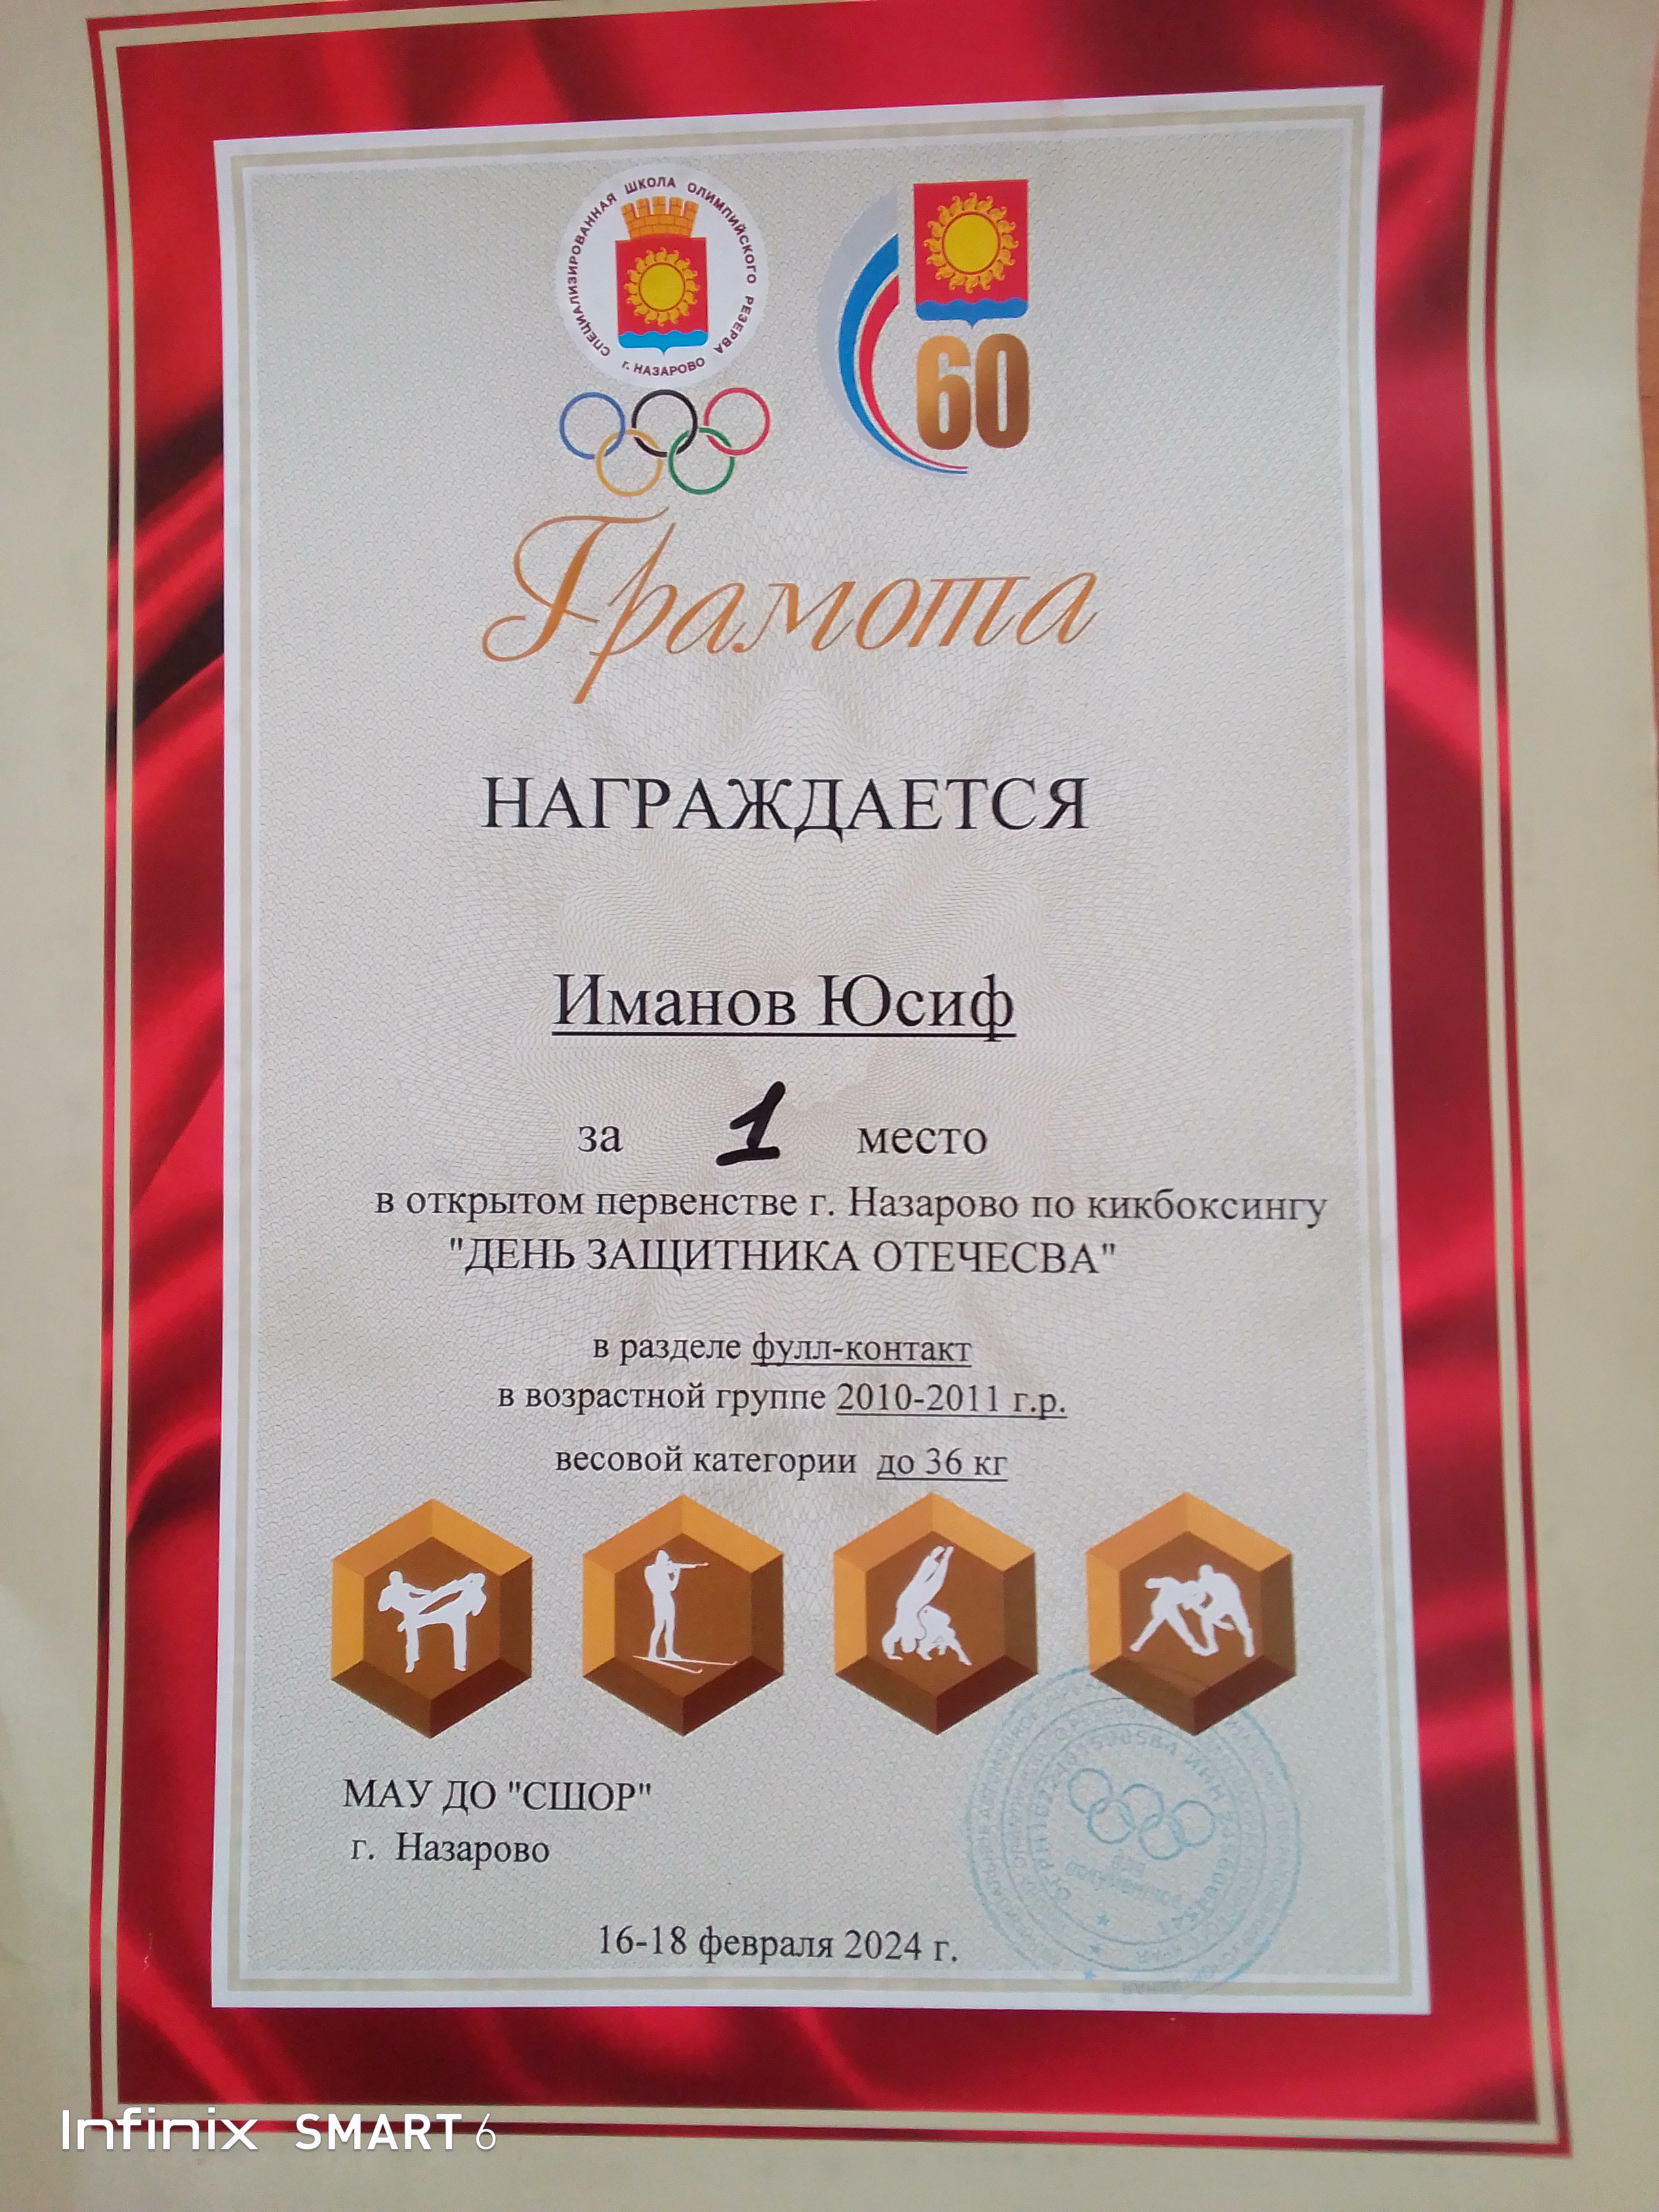 СПЕЦИАЛИЗИРОВАННАЯ ШКОЛА ОЛИМПИЙСКОГО РЕЗЕРВА
г. НАЗАРОВО
60
Грамота
НАГРАЖДАЕТСЯ
Иманов Юсиф
за 1 место
в открытом первенстве г. Назарово по кикбоксингу
"ДЕНЬ ЗАЩИТНИКА ОТЕЧЕСВА"
в разделе фулл-контакт
в возрастной группе 2010-2011 г.р.
весовой категории до 36 кг
МАУ ДО "СШОР"
г. Назарово
16-18 февраля 2024 г.
Infinix SMART 6